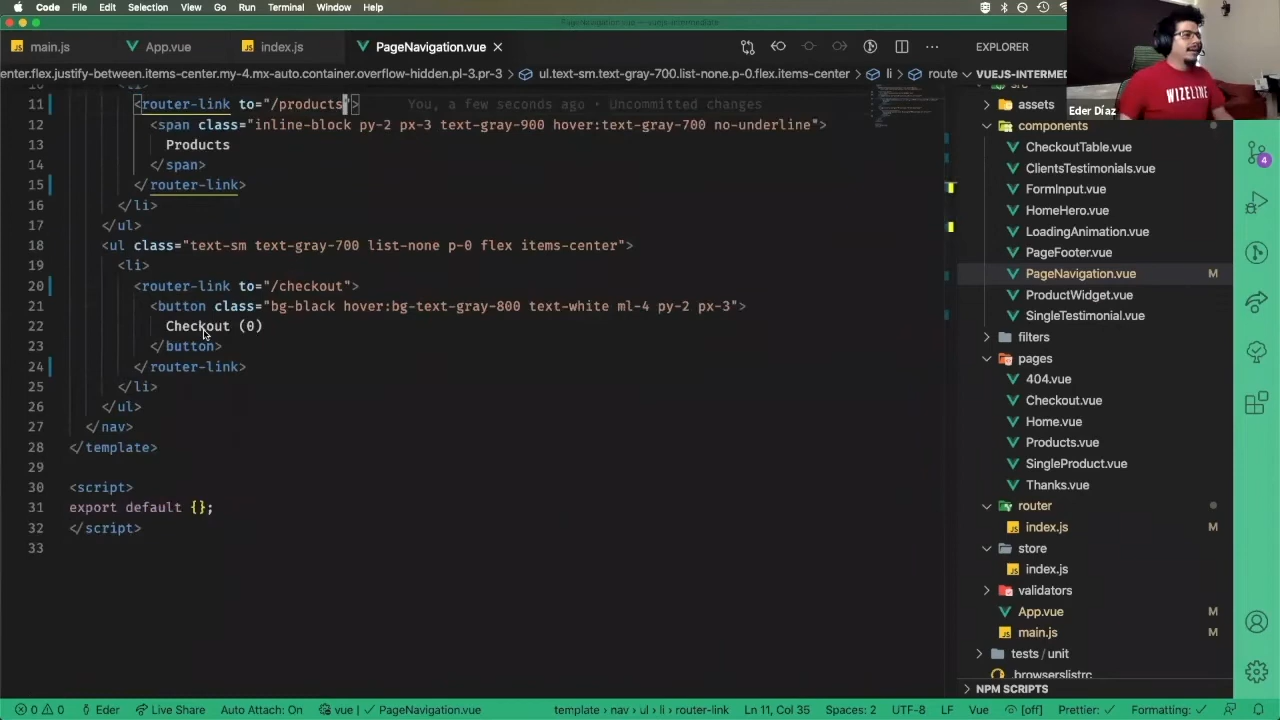 Code File Edit Selection View Go Run Terminal Window Help
PageNavigation.vue — vuejs-intermediate
main.js App.vue index.js PageNavigation.vue EXPLORER
enter.flex.justify-between.items-center.my-4.mx-auto.container.overflow-hidden.pl-3.pr-3 > ul.text-sm.text-gray-700.list-none.p-0.flex.items-center > li > route VUEJS-INTERMED
Eder Díaz
WIZELINE
11 <router-link to="/products"> You, a few seconds ago • Uncommitted changes
12 <span class="inline-block py-2 px-3 text-gray-900 hover:text-gray-700 no-underline">
13 Products
14 </span>
15 </router-link>
16 </li>
17 </ul>
18 <ul class="text-sm text-gray-700 list-none p-0 flex items-center">
19 <li>
20 <router-link to="/checkout">
21 <button class="bg-black hover:bg-text-gray-800 text-white ml-4 py-2 px-3">
22 Checkout (0)
23 </button>
24 </router-link>
25 </li>
26 </ul>
27 </nav>
28 </template>
29
30 <script>
31 export default {};
32 </script>
33
assets
components
CheckoutTable.vue
ClientsTestimonials.vue
FormInput.vue
HomeHero.vue
LoadingAnimation.vue
PageFooter.vue
PageNavigation.vue M
ProductWidget.vue
SingleTestimonial.vue
filters
pages
404.vue
Checkout.vue
Home.vue
Products.vue
SingleProduct.vue
Thanks.vue
router
index.js M
store
index.js
validators
App.vue M
main.js M
tests / unit
.browserslistrc
NPM SCRIPTS
4
0 0 Eder Live Share Auto Attach: On vue | ✓ PageNavigation.vue template › nav › ul › li › router-link Ln 11, Col 35 Spaces: 2 UTF-8 LF Vue [off] Prettier: ✓ Formatting: ✓